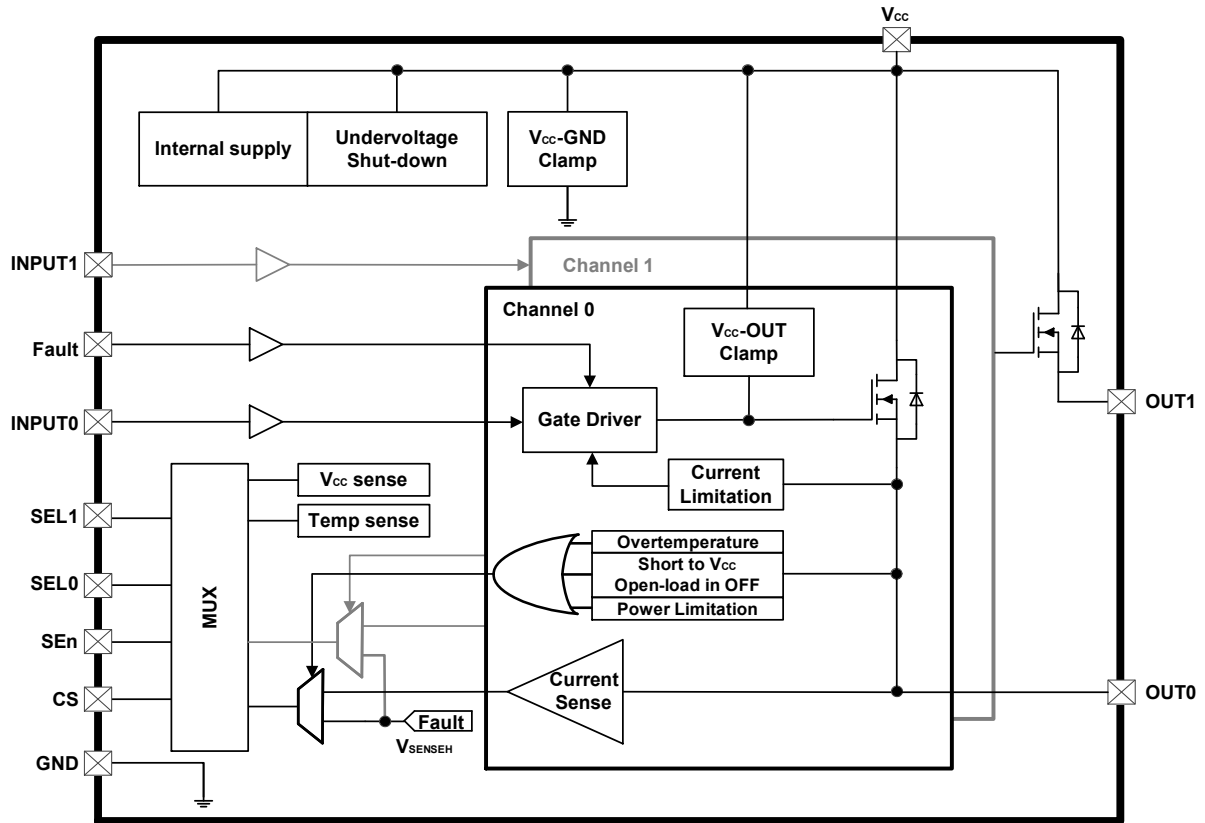 Vcc
Internal supply
Undervoltage
Shut-down
Vcc-GND
Clamp
INPUT1
Channel 1
Channel 0
Fault
Vcc-OUT
Clamp
INPUT0
Gate Driver
OUT1
Current
Limitation
Vcc sense
Temp sense
SEL1
Overtemperature
Short to Vcc
Open-load in OFF
Power Limitation
SEL0
MUX
SEn
CS
Current
Sense
OUT0
Fault
VSENSEH
GND